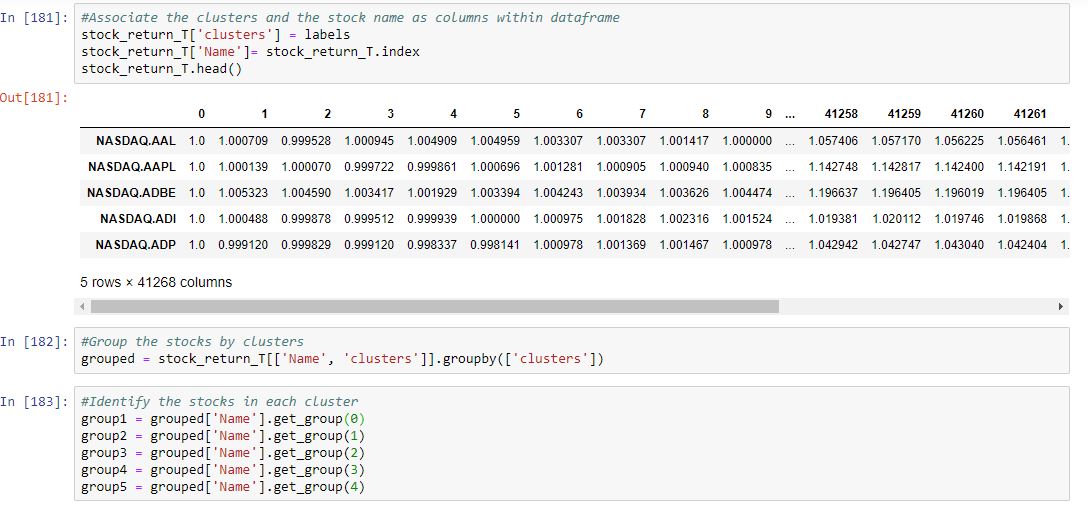 In [181]: #Associate the clusters and the stock name as columns within dataframe
stock_return_T['clusters'] = labels
stock_return_T['Name']= stock_return_T.index
stock_return_T.head()
Out[181]:
0 1 2 3 4 5 6 7 8 9 ... 41258 41259 41260 41261
NASDAQ.AAL 1.0 1.000709 0.999528 1.000945 1.004909 1.004959 1.003307 1.003307 1.001417 1.000000 ... 1.057406 1.057170 1.056225 1.056461 1.
NASDAQ.AAPL 1.0 1.000139 1.000070 0.999722 0.999861 1.000696 1.001281 1.000905 1.000940 1.000835 ... 1.142748 1.142817 1.142400 1.142191 1.
NASDAQ.ADBE 1.0 1.005323 1.004590 1.003417 1.001929 1.003394 1.004243 1.003934 1.003626 1.004474 ... 1.196637 1.196405 1.196019 1.196405 1.
NASDAQ.ADI 1.0 1.000488 0.999878 0.999512 0.999939 1.000000 1.000975 1.001828 1.002316 1.001524 ... 1.019381 1.020112 1.019746 1.019868 1.
NASDAQ.ADP 1.0 0.999120 0.999829 0.999120 0.998337 0.998141 1.000978 1.001369 1.001467 1.000978 ... 1.042942 1.042747 1.043040 1.042404 1.
5 rows × 41268 columns
In [182]: #Group the stocks by clusters
grouped = stock_return_T[['Name', 'clusters']].groupby(['clusters'])
In [183]: #Identify the stocks in each cluster
group1 = grouped['Name'].get_group(0)
group2 = grouped['Name'].get_group(1)
group3 = grouped['Name'].get_group(2)
group4 = grouped['Name'].get_group(3)
group5 = grouped['Name'].get_group(4)